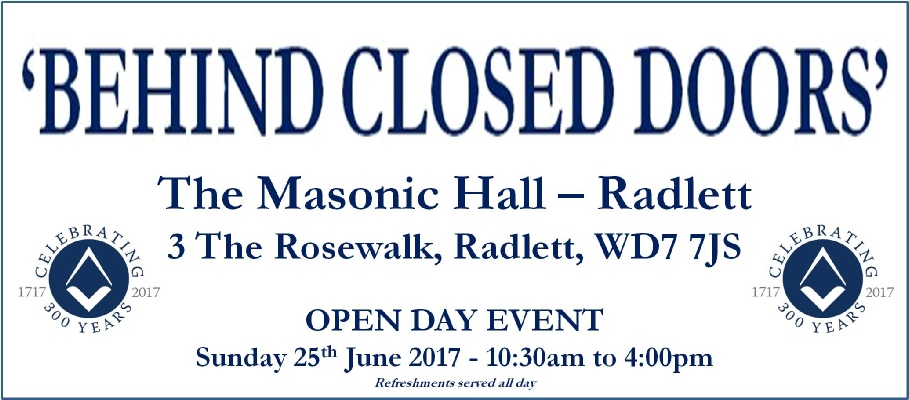 'BEHIND CLOSED DOORS'
The Masonic Hall – Radlett
3 The Rosewalk, Radlett, WD7 7JS
CELEBRATING
1717 2017
300 YEARS
CELEBRATING
1717 2017
300 YEARS
OPEN DAY EVENT
Sunday 25th June 2017 - 10:30am to 4:00pm
Refreshments served all day